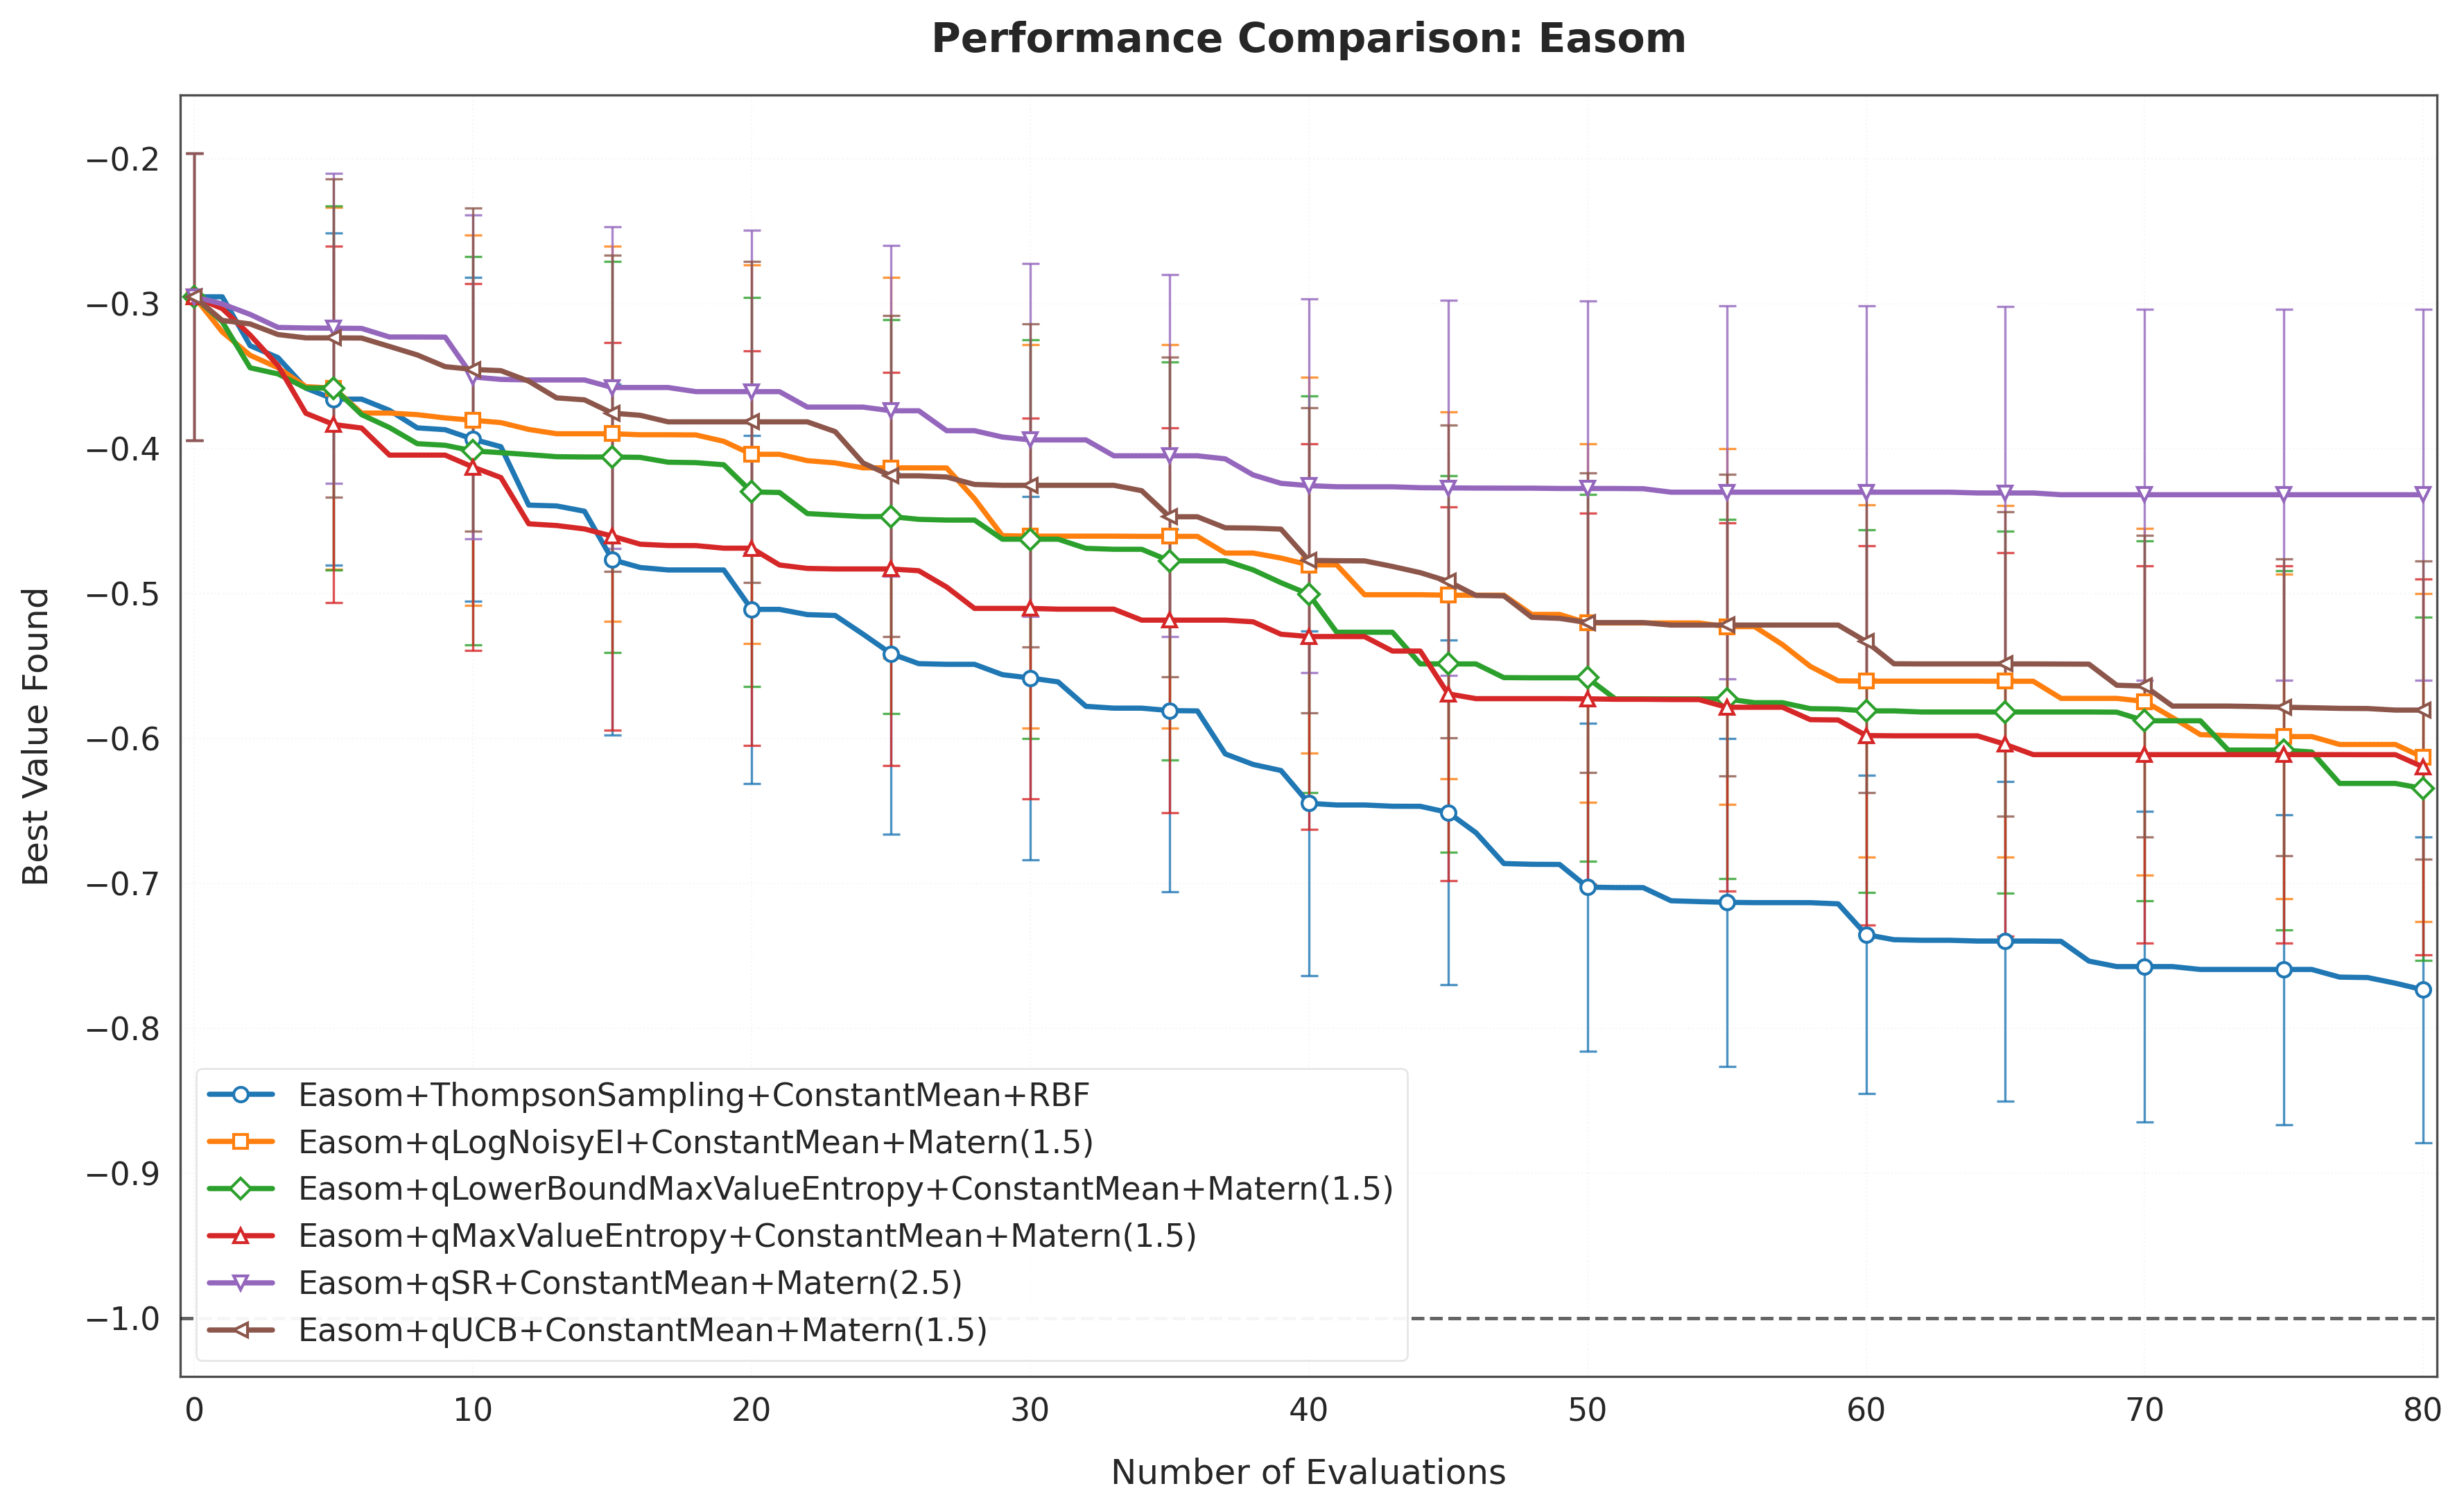 Performance Comparison: Easom
Best Value Found
−0.2
−0.3
−0.4
−0.5
−0.6
−0.7
−0.8
−0.9
−1.0
Easom+ThompsonSampling+ConstantMean+RBF
Easom+qLogNoisyEI+ConstantMean+Matern(1.5)
Easom+qLowerBoundMaxValueEntropy+ConstantMean+Matern(1.5)
Easom+qMaxValueEntropy+ConstantMean+Matern(1.5)
Easom+qSR+ConstantMean+Matern(2.5)
Easom+qUCB+ConstantMean+Matern(1.5)
0 10 20 30 40 50 60 70 80
Number of Evaluations